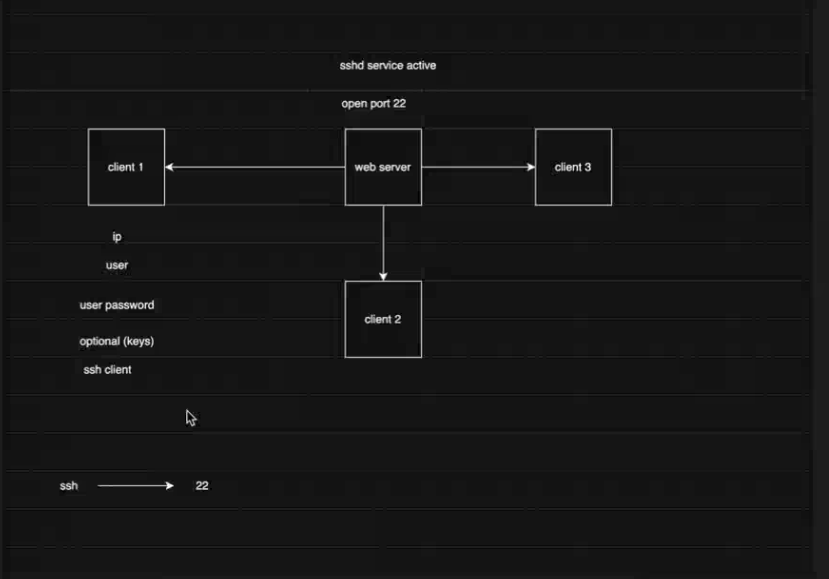 sshd service active
open port 22
client 1
web server
client 3
ip
user
user password
client 2
optional (keys)
ssh client
ssh
22